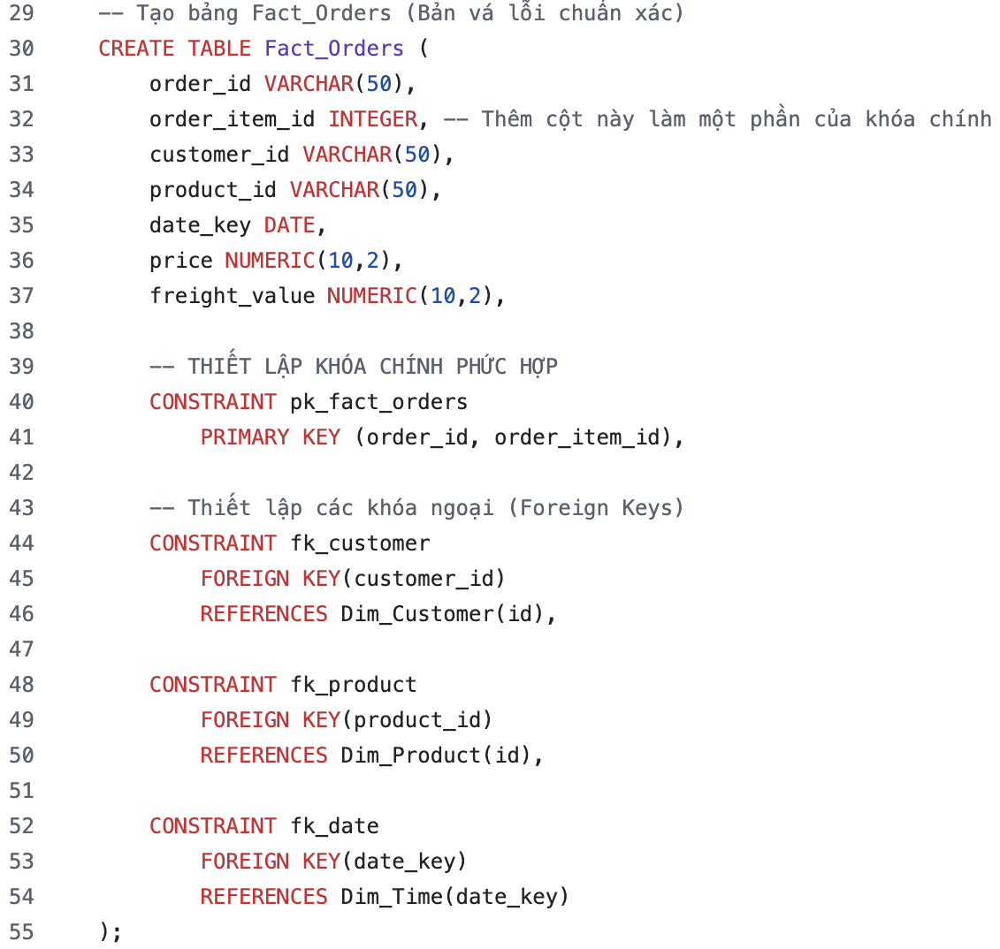 29 -- Tạo bảng Fact_Orders (Bản vá lỗi chuẩn xác)
30 CREATE TABLE Fact_Orders (
31 order_id VARCHAR(50),
32 order_item_id INTEGER, -- Thêm cột này làm một phần của khóa chính
33 customer_id VARCHAR(50),
34 product_id VARCHAR(50),
35 date_key DATE,
36 price NUMERIC(10,2),
37 freight_value NUMERIC(10,2),
38
39 -- THIẾT LẬP KHÓA CHÍNH PHỨC HỢP
40 CONSTRAINT pk_fact_orders
41 PRIMARY KEY (order_id, order_item_id),
42
43 -- Thiết lập các khóa ngoại (Foreign Keys)
44 CONSTRAINT fk_customer
45 FOREIGN KEY(customer_id)
46 REFERENCES Dim_Customer(id),
47
48 CONSTRAINT fk_product
49 FOREIGN KEY(product_id)
50 REFERENCES Dim_Product(id),
51
52 CONSTRAINT fk_date
53 FOREIGN KEY(date_key)
54 REFERENCES Dim_Time(date_key)
55 );